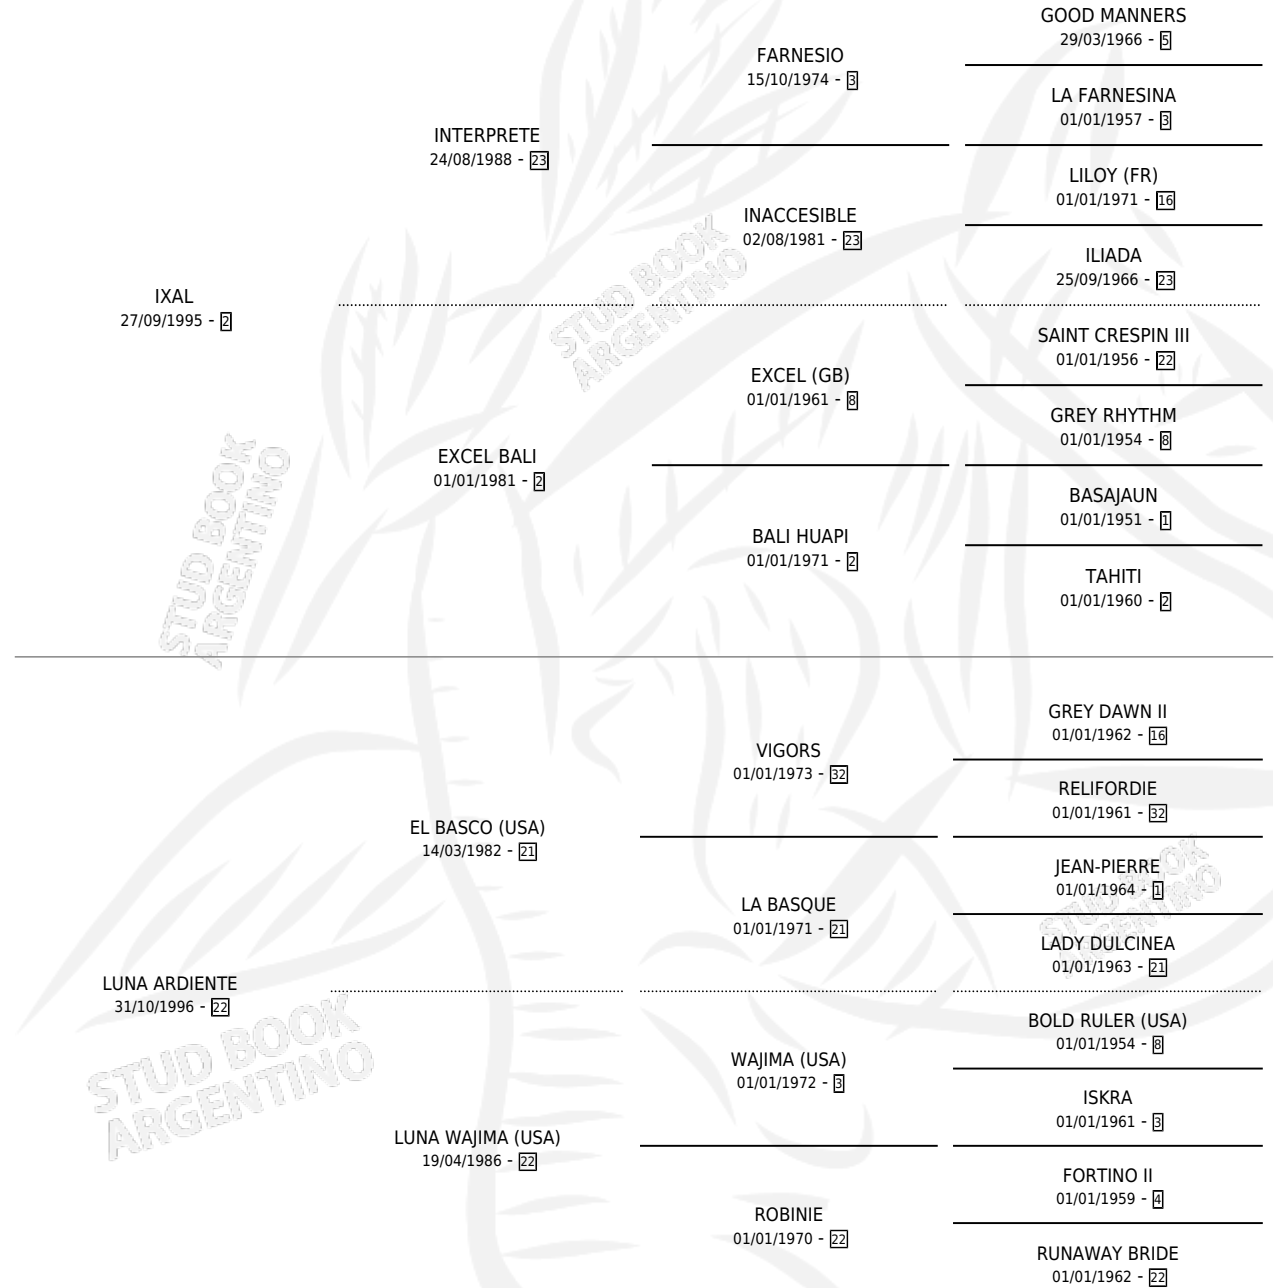 GOOD MANNERS
29/03/1966 - 5
FARNESIO
15/10/1974 - 3
LA FARNESINA
01/01/1957 - 3
INTERPRETE
24/08/1988 - 23
LILOY (FR)
01/01/1971 - 16
INACCESIBLE
02/08/1981 - 23
ILIADA
25/09/1966 - 23
IXAL
27/09/1995 - 2
STUD BOOK
ARGENTINO
SAINT CRESPIN III
01/01/1956 - 22
EXCEL (GB)
01/01/1961 - 8
GREY RHYTHM
01/01/1954 - 8
EXCEL BALI
01/01/1981 - 2
BASAJAUN
01/01/1951 - 1
BALI HUAPI
01/01/1971 - 2
TAHITI
01/01/1960 - 2
STUD BOOK
ARGENTINO
GREY DAWN II
01/01/1962 - 16
VIGORS
01/01/1973 - 32
RELIFORDIE
01/01/1961 - 32
EL BASCO (USA)
14/03/1982 - 21
JEAN-PIERRE
01/01/1964 - 1
LA BASQUE
01/01/1971 - 21
LADY DULCINEA
01/01/1963 - 21
STUD BOOK
ARGENTINO
LUNA ARDIENTE
31/10/1996 - 22
BOLD RULER (USA)
01/01/1954 - 8
WAJIMA (USA)
01/01/1972 - 3
ISKRA
01/01/1961 - 3
STUD BOOK
ARGENTINO
LUNA WAJIMA (USA)
19/04/1986 - 22
FORTINO II
01/01/1959 - 4
ROBINIE
01/01/1970 - 22
RUNAWAY BRIDE
01/01/1962 - 22